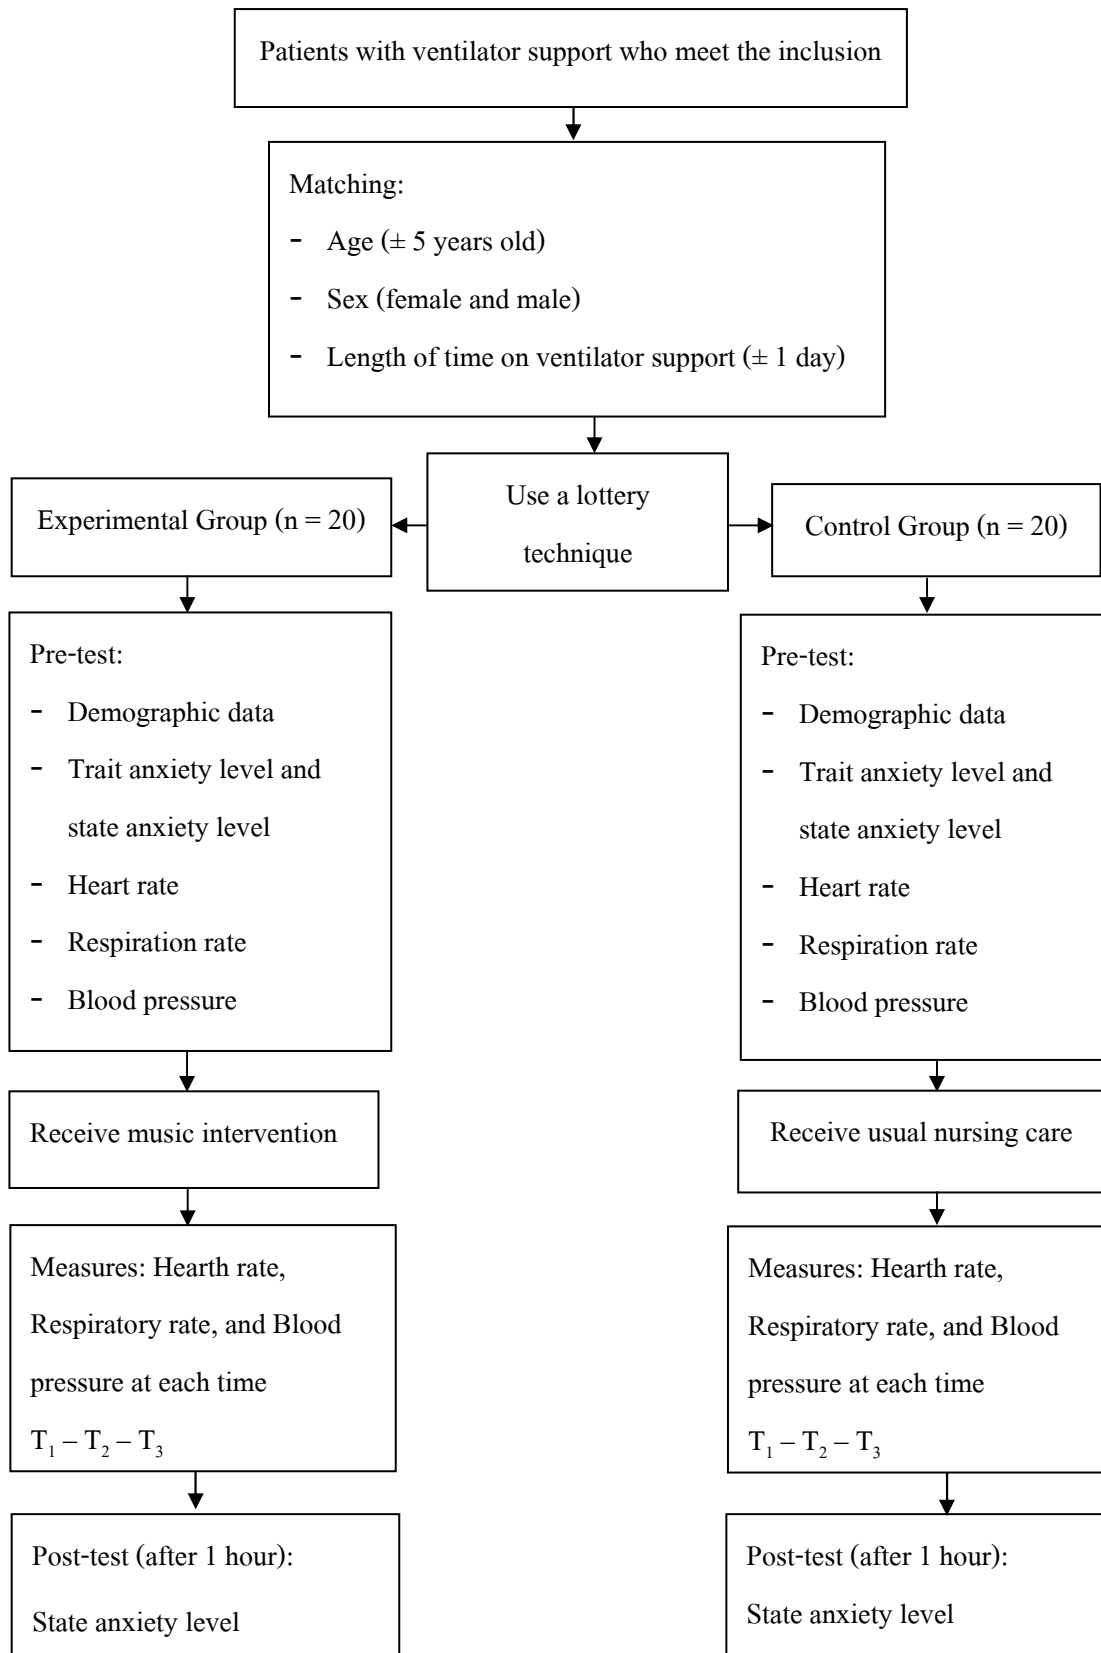 Patients with ventilator support who meet the inclusion
Matching:
- Age (± 5 years old)
- Sex (female and male)
- Length of time on ventilator support (± 1 day)
Use a lottery
technique
Experimental Group (n = 20)
Control Group (n = 20)
Pre-test:
- Demographic data
- Trait anxiety level and
state anxiety level
- Heart rate
- Respiration rate
- Blood pressure
Pre-test:
- Demographic data
- Trait anxiety level and
state anxiety level
- Heart rate
- Respiration rate
- Blood pressure
Receive music intervention
Receive usual nursing care
Measures: Hearth rate,
Respiratory rate, and Blood
pressure at each time
T₁ – T₂ – T₃
Measures: Hearth rate,
Respiratory rate, and Blood
pressure at each time
T₁ – T₂ – T₃
Post-test (after 1 hour):
State anxiety level
Post-test (after 1 hour):
State anxiety level